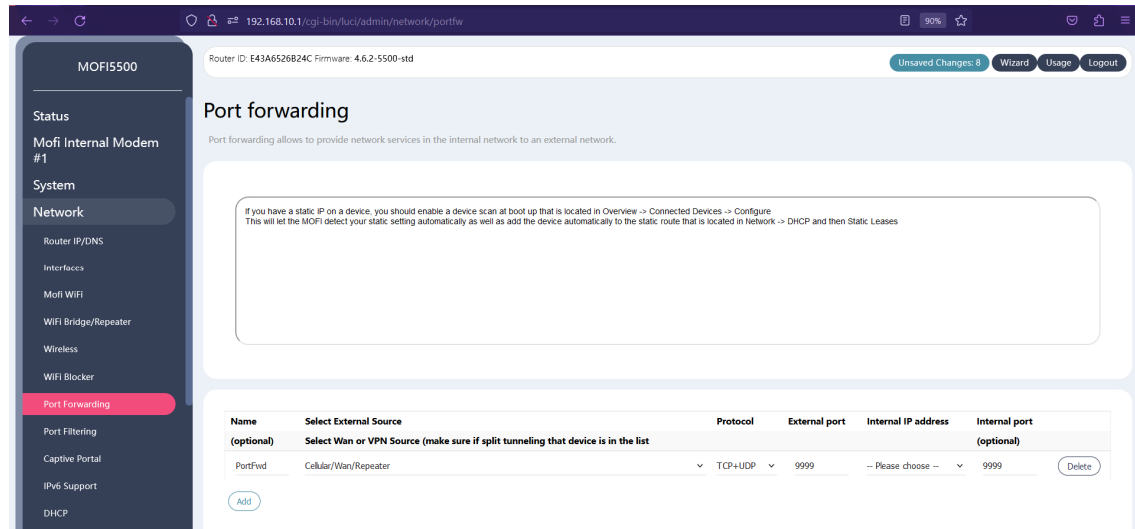 192.168.10.1/cgi-bin/luci/admin/network/portfw
90%
MOFI5500
Status
Mofi Internal Modem
#1
System
Network
Router IP/DNS
Interfaces
Mofi WiFi
WiFi Bridge/Repeater
Wireless
WiFi Blocker
Port Forwarding
Port Filtering
Captive Portal
IPv6 Support
DHCP
Router ID: E43A6526B24C Firmware: 4.6.2-5500-std
Unsaved Changes: 8 Wizard Usage Logout
Port forwarding
Port forwarding allows to provide network services in the internal network to an external network.
If you have a static IP on a device, you should enable a device scan at boot up that is located in Overview -> Connected Devices -> Configure
This will let the MOFI detect your static setting automatically as well as add the device automatically to the static route that is located in Network -> DHCP and then Static Leases
Name Select External Source Protocol External port Internal IP address Internal port
(optional) Select Wan or VPN Source (make sure if split tunneling that device is in the list (optional)
PortFwd Cellular/Wan/Repeater TCP+UDP 9999 -- Please choose -- 9999 Delete
Add